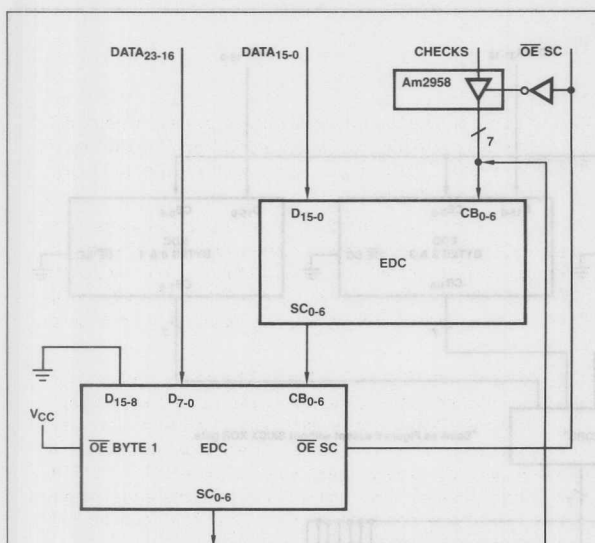 DATA23-16 DATA15-0 CHECKS OE SC
Am2958
7
D15-0 CB0-6
EDC
SC0-6
D15-8 D7-0 CB0-6
VCC
OE BYTE 1 EDC OE SC
SC0-6